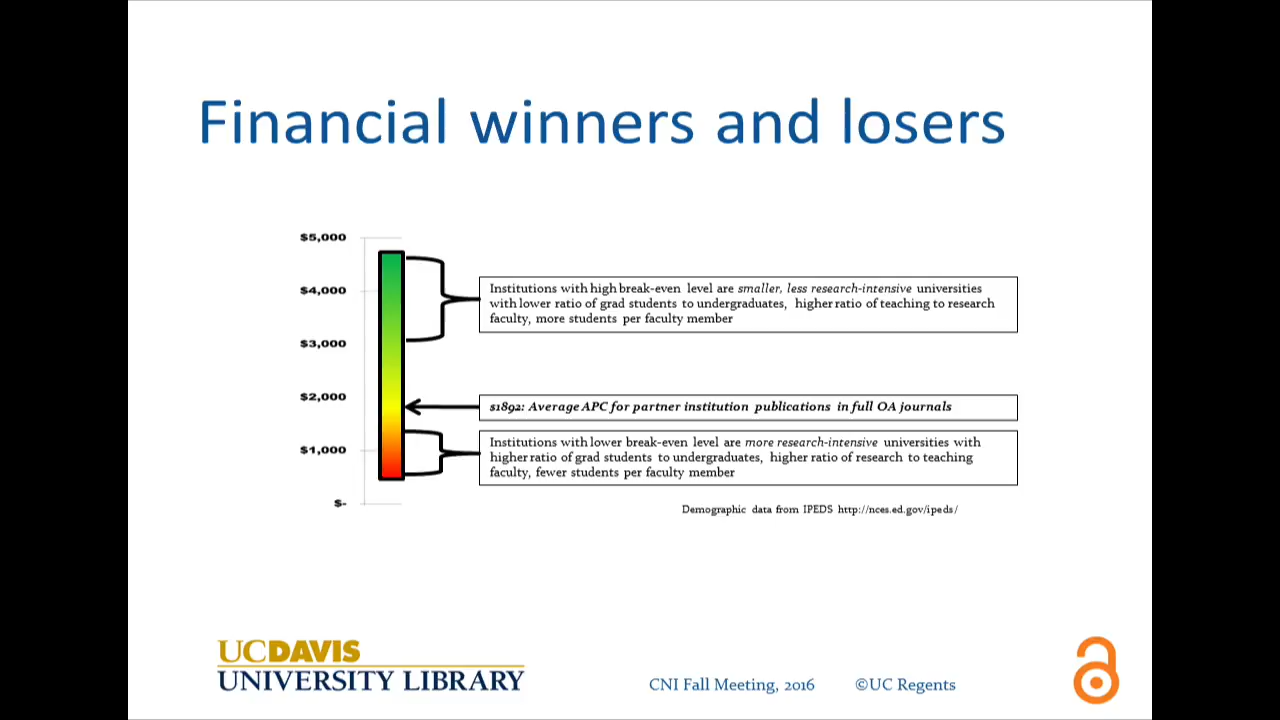 Financial winners and losers
$5,000
$4,000
$3,000
$2,000
$1,000
$-
Institutions with high break-even level are smaller, less research-intensive universities
with lower ratio of grad students to undergraduates, higher ratio of teaching to research
faculty, more students per faculty member
$1892: Average APC for partner institution publications in full OA journals
Institutions with lower break-even level are more research-intensive universities with
higher ratio of grad students to undergraduates, higher ratio of research to teaching
faculty, fewer students per faculty member
Demographic data from IPEDS http://nces.ed.gov/ipeds/
UCDAVIS
UNIVERSITY LIBRARY
CNI Fall Meeting, 2016 ©UC Regents